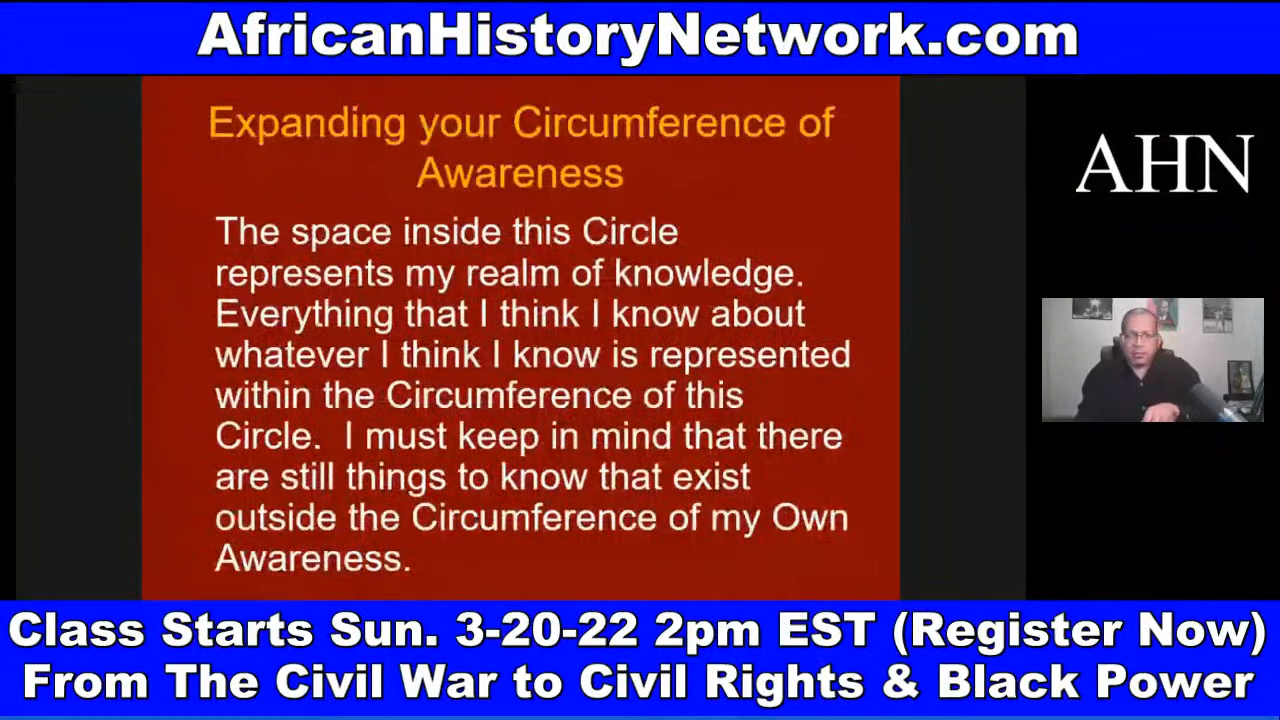 AfricanHistoryNetwork.com
Expanding your Circumference of
Awareness
The space inside this Circle
represents my realm of knowledge.
Everything that I think I know about
whatever I think I know is represented
within the Circumference of this
Circle.  I must keep in mind that there
are still things to know that exist
outside the Circumference of my Own
Awareness.
AHN
Class Starts Sun. 3-20-22 2pm EST (Register Now)
From The Civil War to Civil Rights & Black Power